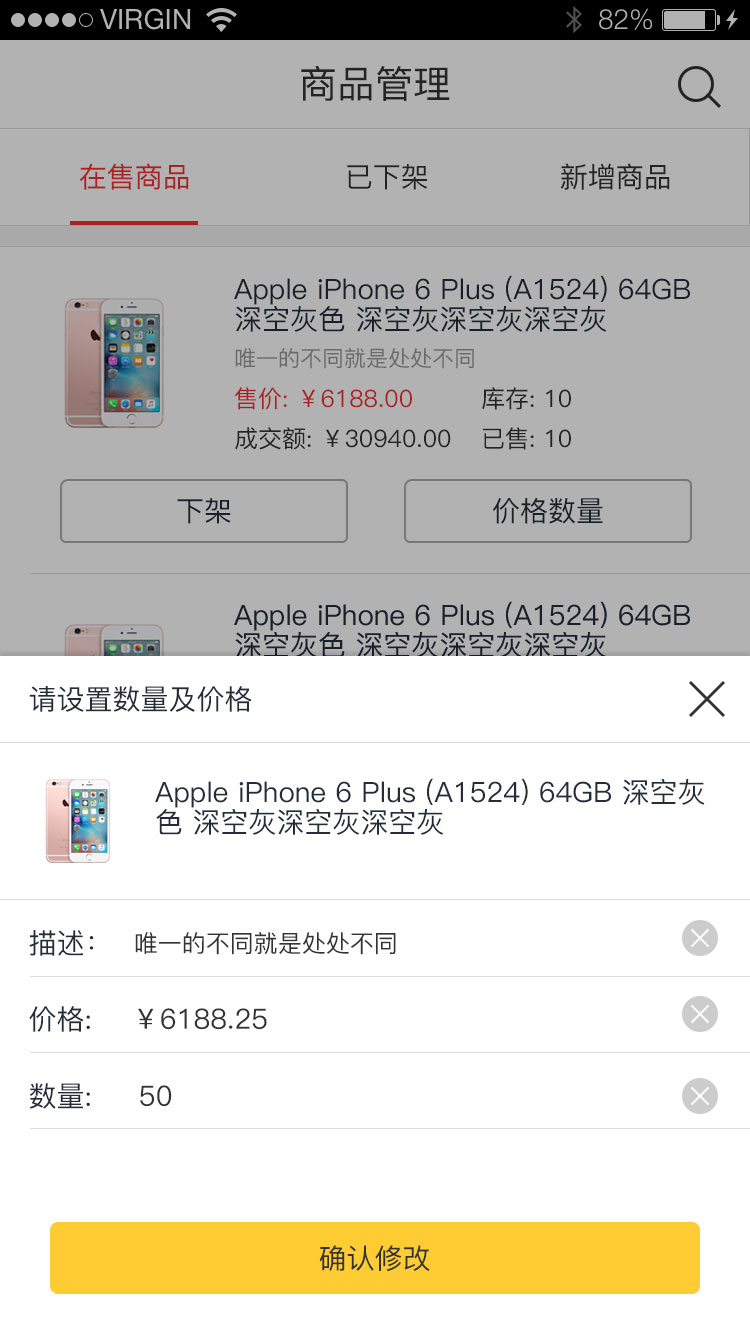 VIRGIN 82%
商品管理
在售商品 已下架 新增商品
Apple iPhone 6 Plus (A1524) 64GB
深空灰色 深空灰深空灰深空灰
唯一的不同就是处处不同
售价: ￥6188.00 库存: 10
成交额: ￥30940.00 已售: 10
下架 价格数量
Apple iPhone 6 Plus (A1524) 64GB
深空灰色 深空灰深空灰深空灰
请设置数量及价格
Apple iPhone 6 Plus (A1524) 64GB 深空灰
色 深空灰深空灰深空灰
描述： 唯一的不同就是处处不同
价格: ￥6188.25
数量: 50
确认修改